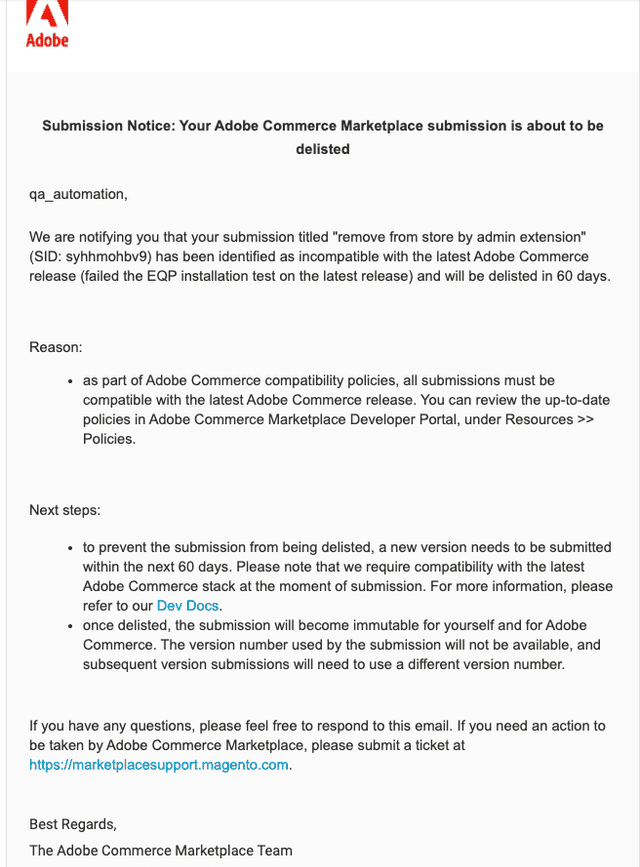 Adobe
Submission Notice: Your Adobe Commerce Marketplace submission is about to be
delisted
qa_automation,
We are notifying you that your submission titled "remove from store by admin extension"
(SID: syhhmohbv9) has been identified as incompatible with the latest Adobe Commerce
release (failed the EQP installation test on the latest release) and will be delisted in 60 days.
Reason:
• as part of Adobe Commerce compatibility policies, all submissions must be
compatible with the latest Adobe Commerce release. You can review the up-to-date
policies in Adobe Commerce Marketplace Developer Portal, under Resources >>
Policies.
Next steps:
• to prevent the submission from being delisted, a new version needs to be submitted
within the next 60 days. Please note that we require compatibility with the latest
Adobe Commerce stack at the moment of submission. For more information, please
refer to our Dev Docs.
• once delisted, the submission will become immutable for yourself and for Adobe
Commerce. The version number used by the submission will not be available, and
subsequent version submissions will need to use a different version number.
If you have any questions, please feel free to respond to this email. If you need an action to
be taken by Adobe Commerce Marketplace, please submit a ticket at
https://marketplacesupport.magento.com.
Best Regards,
The Adobe Commerce Marketplace Team